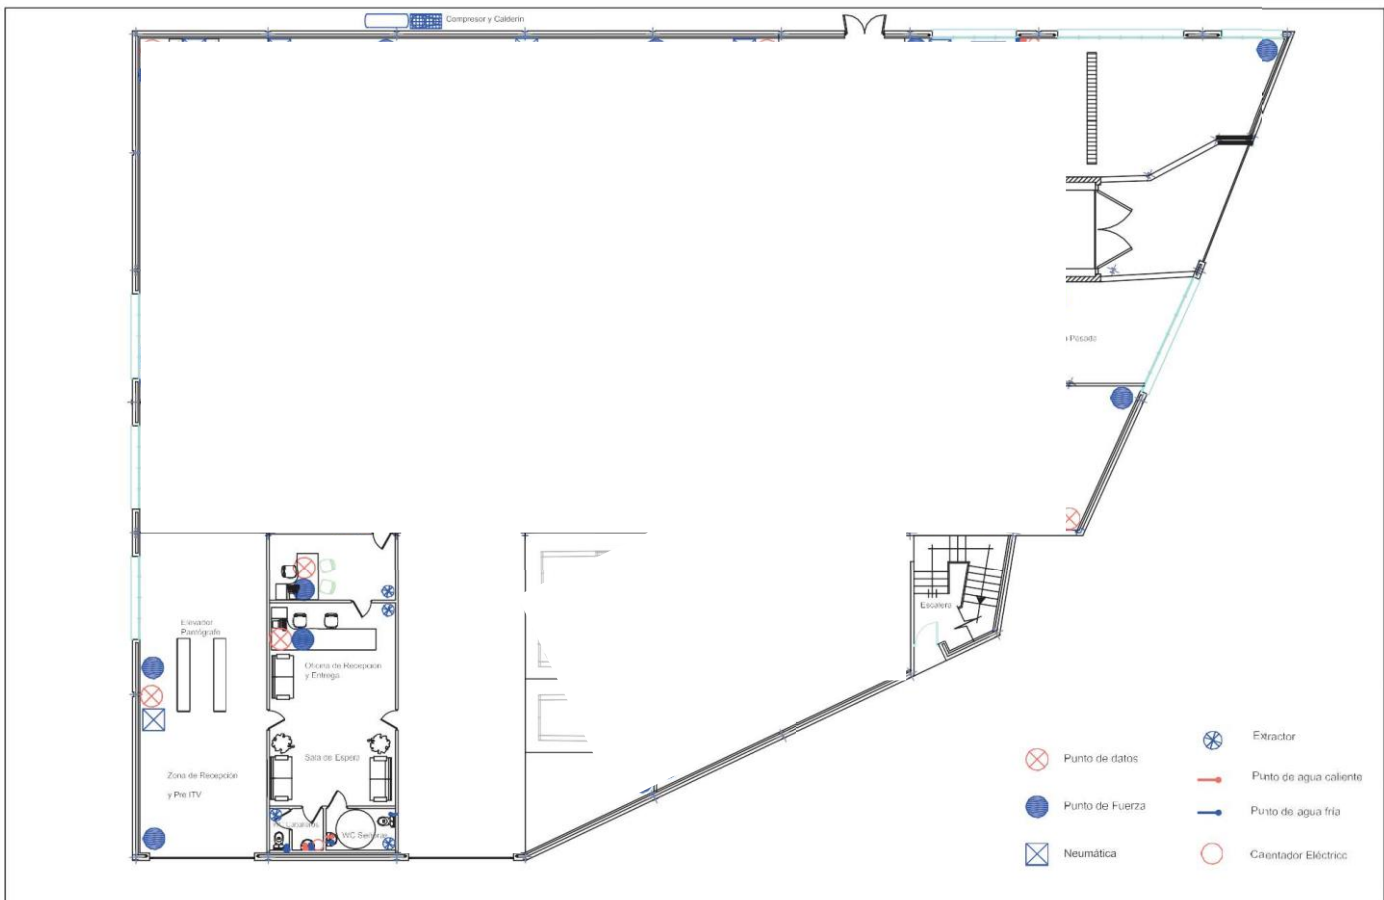 Compresor y Calderín
Pesada
Escalera
Elevador
Pantógrafo
Oficina de Recepción
y Entrega
Sala de Espera
Zona de Recepción
y Pre ITV
WC Señoras
Extractor
Punto de datos
Punto de agua caliente
Punto de Fuerza
Punto de agua fría
Neumática
Calentador Eléctrico